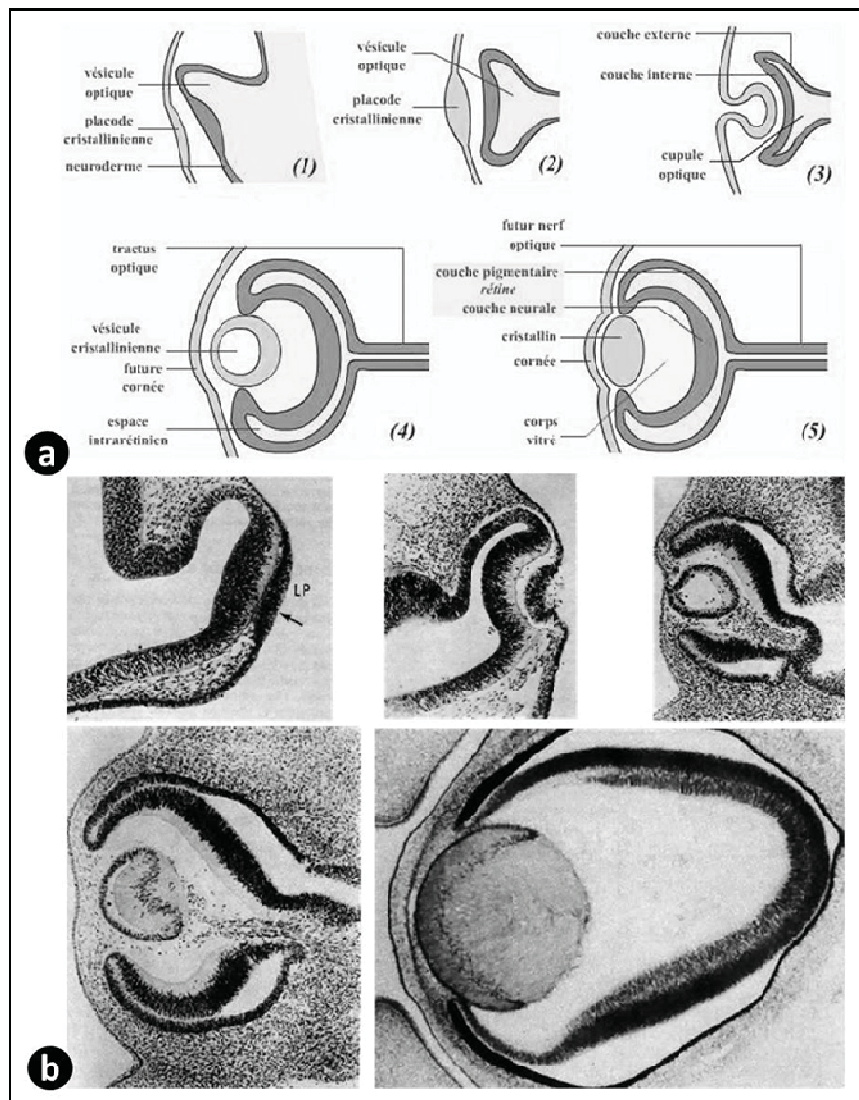 vésicule
optique
placode
cristallinienne
neuroderme
(1)
vésicule
optique
placode
cristallinienne
(2)
couche externe
couche interne
cupule
optique
(3)
tractus
optique
vésicule
cristallinienne
future
cornée
espace
intrarétinien
(4)
futur nerf
optique
couche pigmentaire
rétine
couche neurale
cristallin
cornée
corps
vitré
(5)
a
LP
b